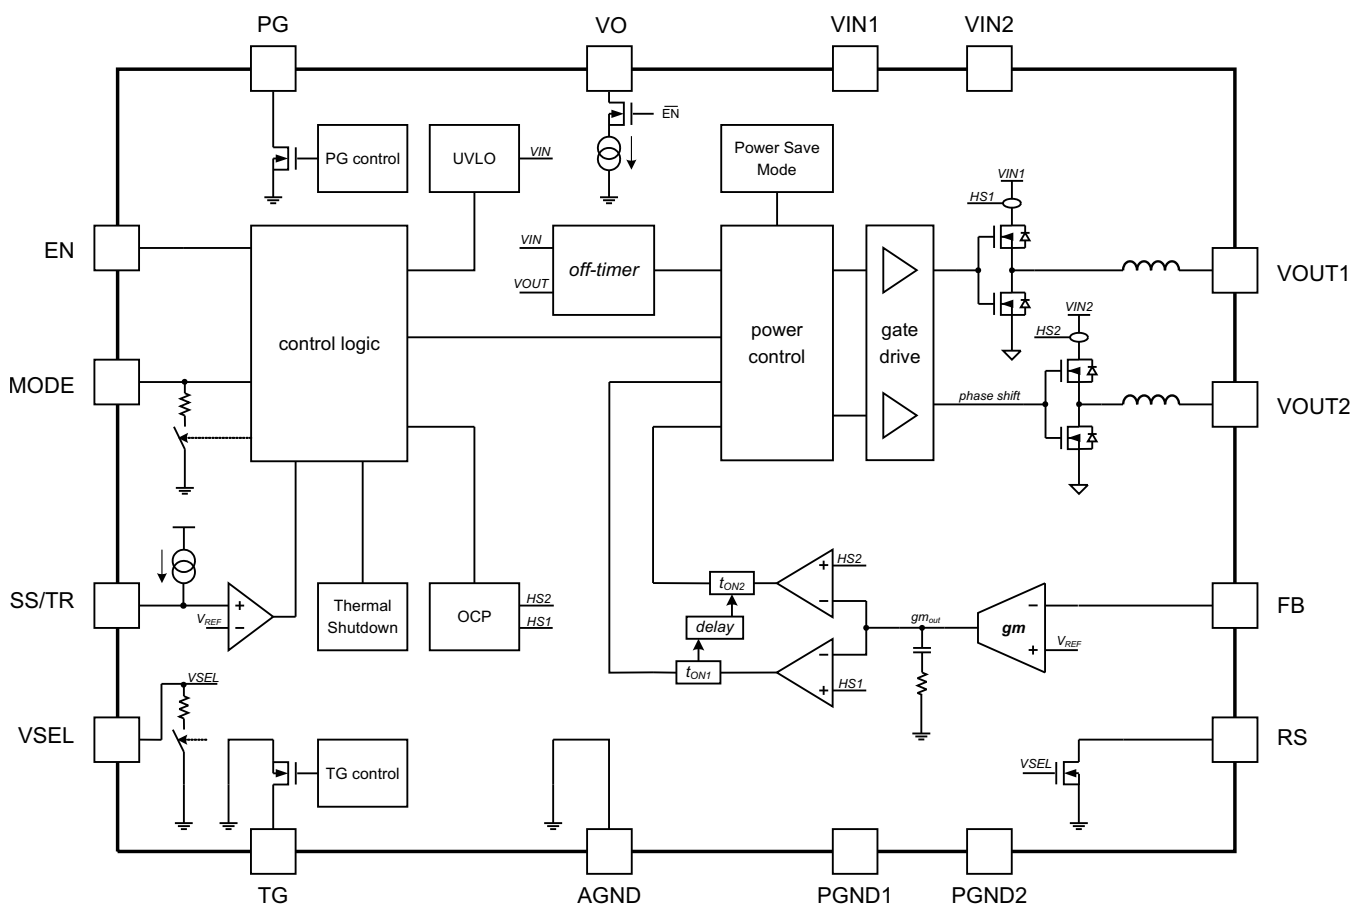 PG
VO
VIN1
VIN2
EN
PG control
UVLO
VIN
Power Save
Mode
VIN1
HS1
EN
VIN
VOUT
off-timer
VOUT1
control logic
power
control
gate
drive
VIN2
HS2
MODE
phase shift
VOUT2
SS/TR
+
−
VREF
Thermal
Shutdown
OCP
HS2
HS1
tON2
delay
tON1
+
−
HS2
−
+
HS1
gmout
gm
−
+
VREF
FB
VSEL
VSEL
TG control
VSEL
RS
TG
AGND
PGND1
PGND2